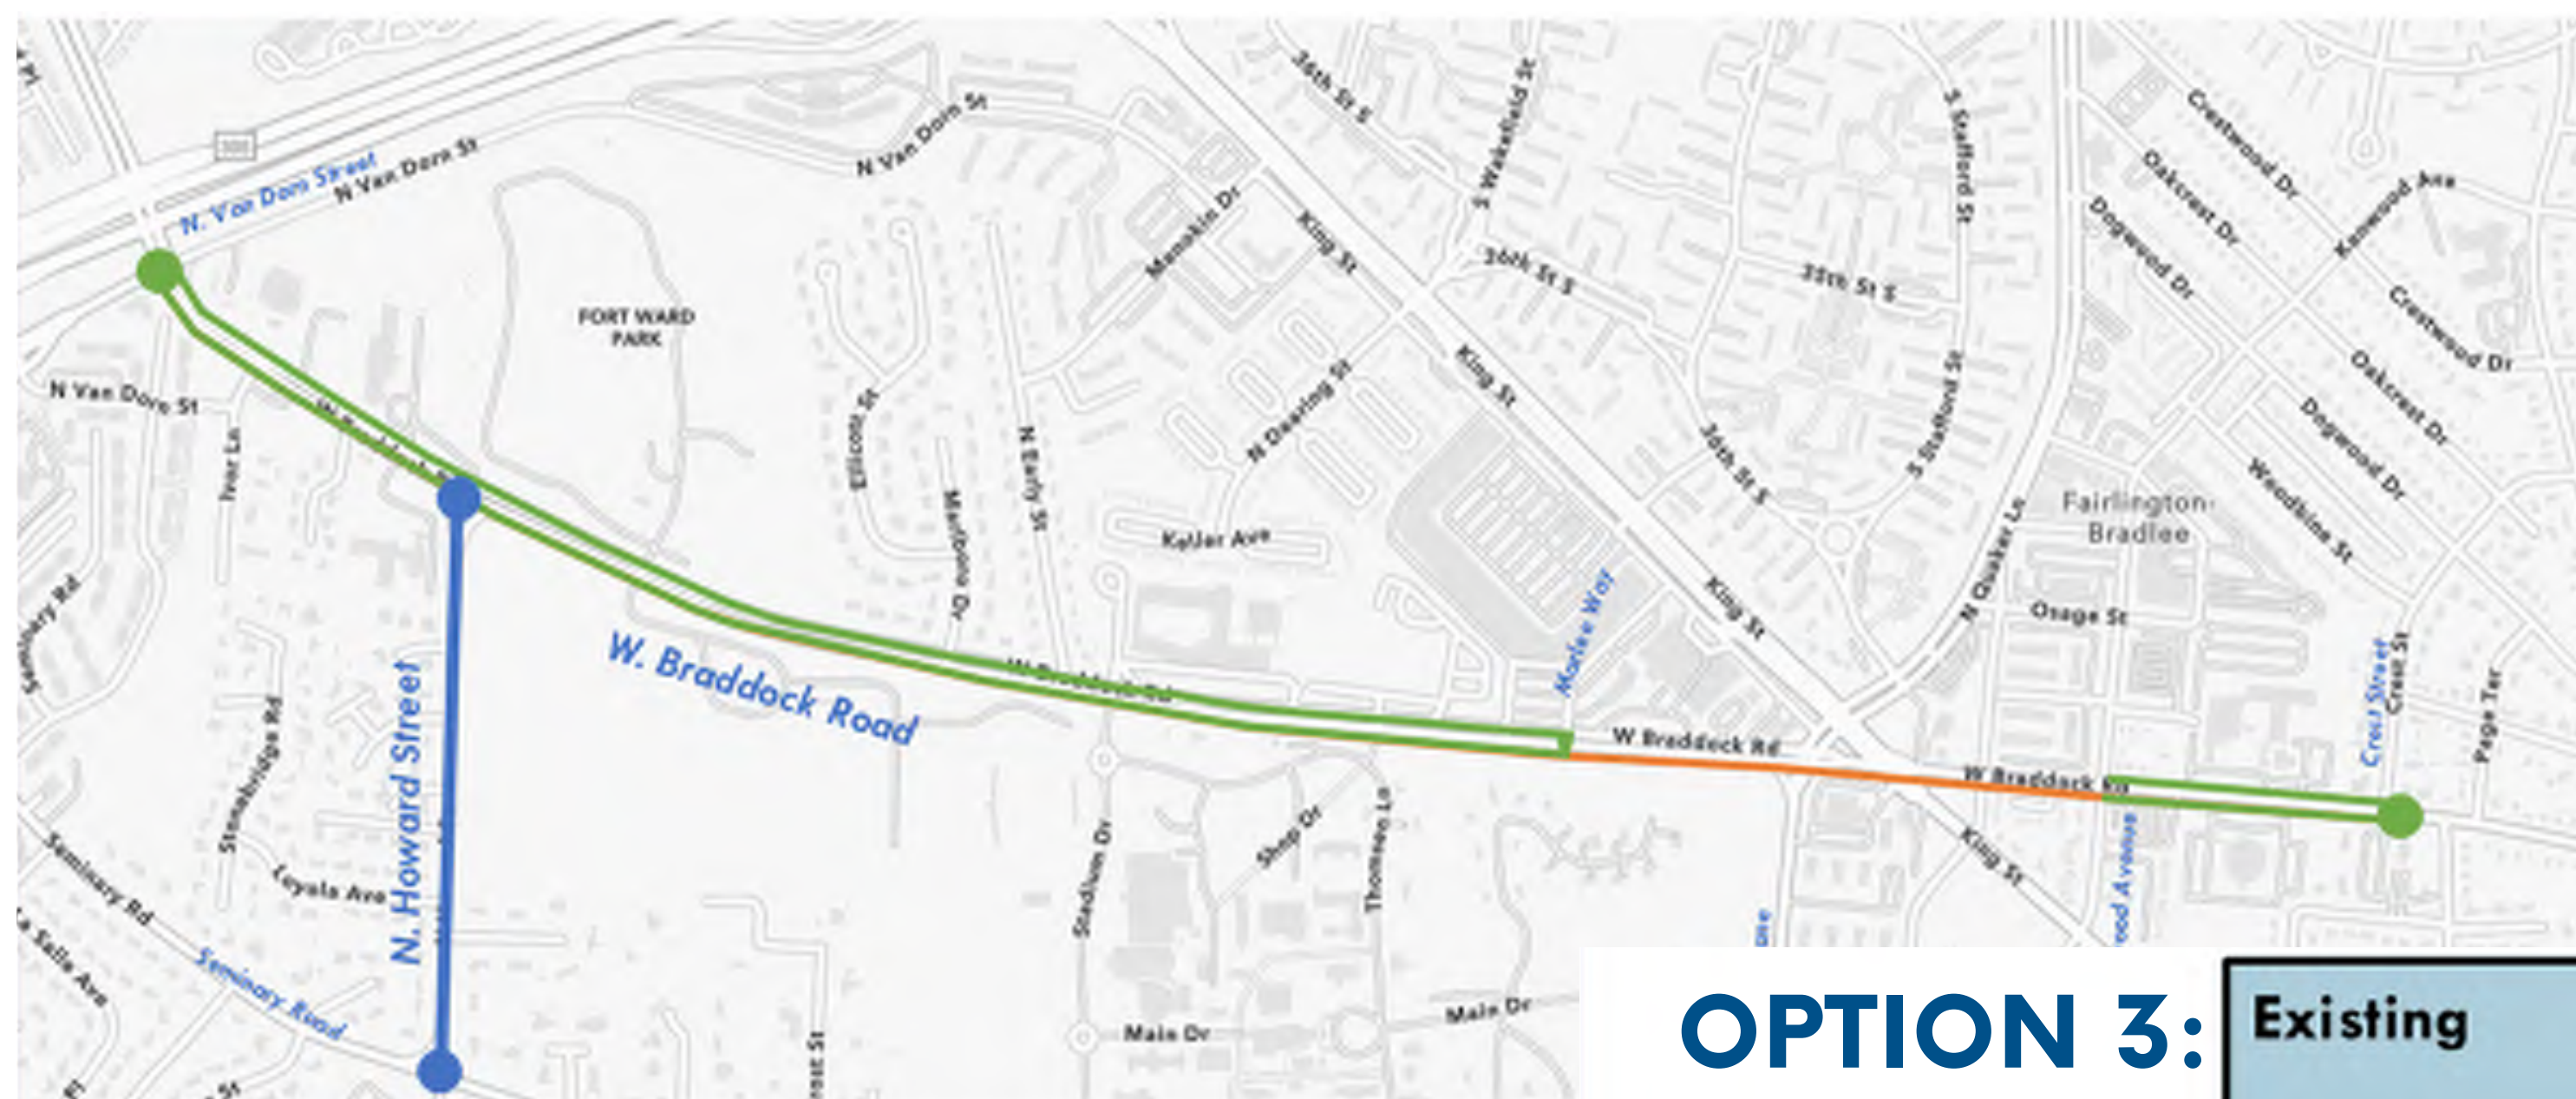 36th St S
S Wakefield St
S Stafford St
Crestwood Dr
N Van Dorn St
N. Van Dorn Street
N Van Dorn St
Oakcrest Dr
Kenwood Ave
Dogwood Dr
Manokin Dr
King St
36th St S
35th St S
FORT WARD
PARK
Crestwood Dr
Oakcrest Dr
N Van Dorn St
Ellicott St
N Dearing St
King St
S Stafford St
Dogwood Dr
Ivor Ln
N Early St
Marlboro Dr
36th St S
Woodbine St
Fairlington-
Bradlee
Keller Ave
N Quaker Ln
Marlee Way
King St
Osage St
Seminary Rd
W. Braddock Road
W Braddock Rd
W Braddock Rd
W Braddock Rd
Crest Street
Crest St
Page Ter
N. Howard Street
Stonebridge Rd
Stadium Dr
Shop Dr
Thomson Ln
King St
Seminary Rd
Loyola Ave
La Salle Ave
Seminary Road
Main Dr
Main Dr
St
OPTION 3:
Existing